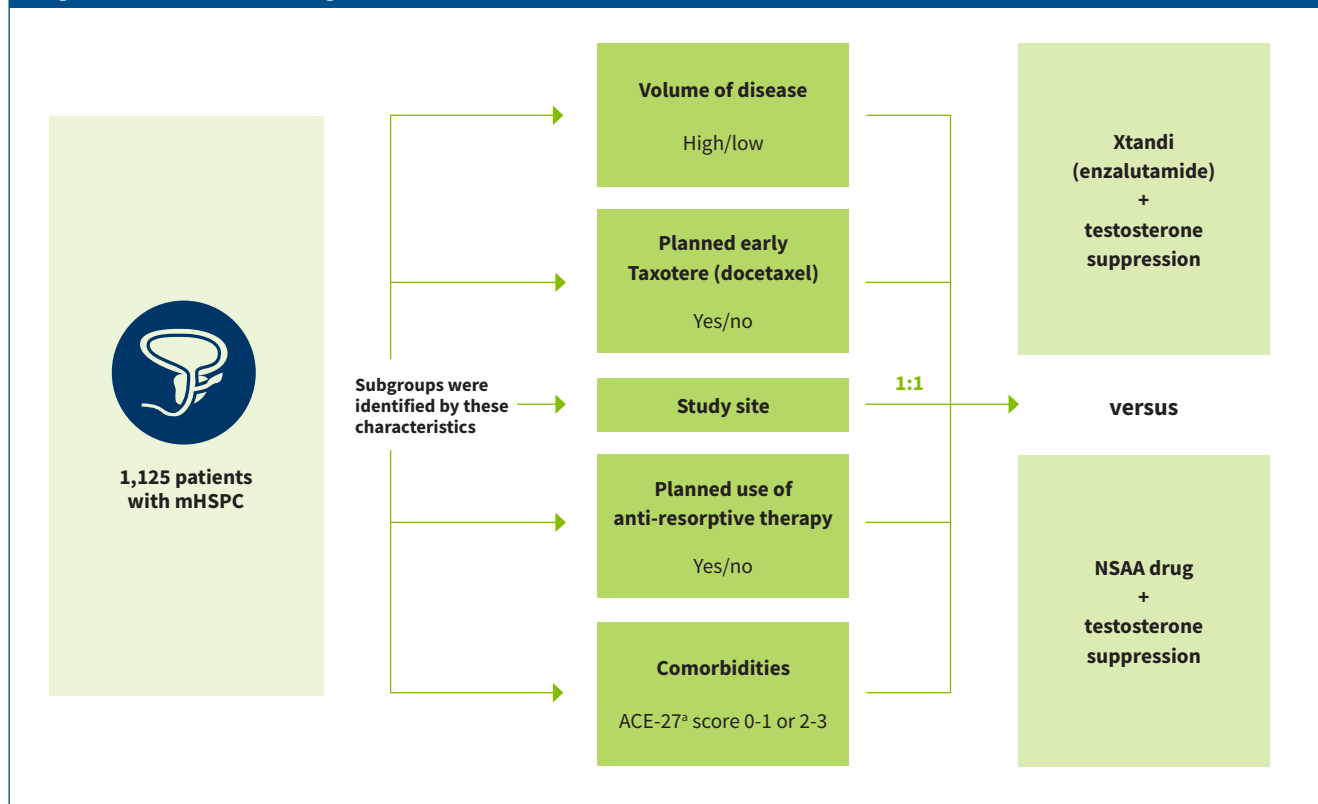 1,125 patients
with mHSPC
Subgroups were
identified by these
characteristics
Volume of disease
High/low
Planned early
Taxotere (docetaxel)
Yes/no
Study site
Planned use of
anti-resorptive therapy
Yes/no
Comorbidities
ACE-27ᵃ score 0-1 or 2-3
1:1
Xtandi
(enzalutamide)
+
testosterone
suppression
versus
NSAA drug
+
testosterone
suppression